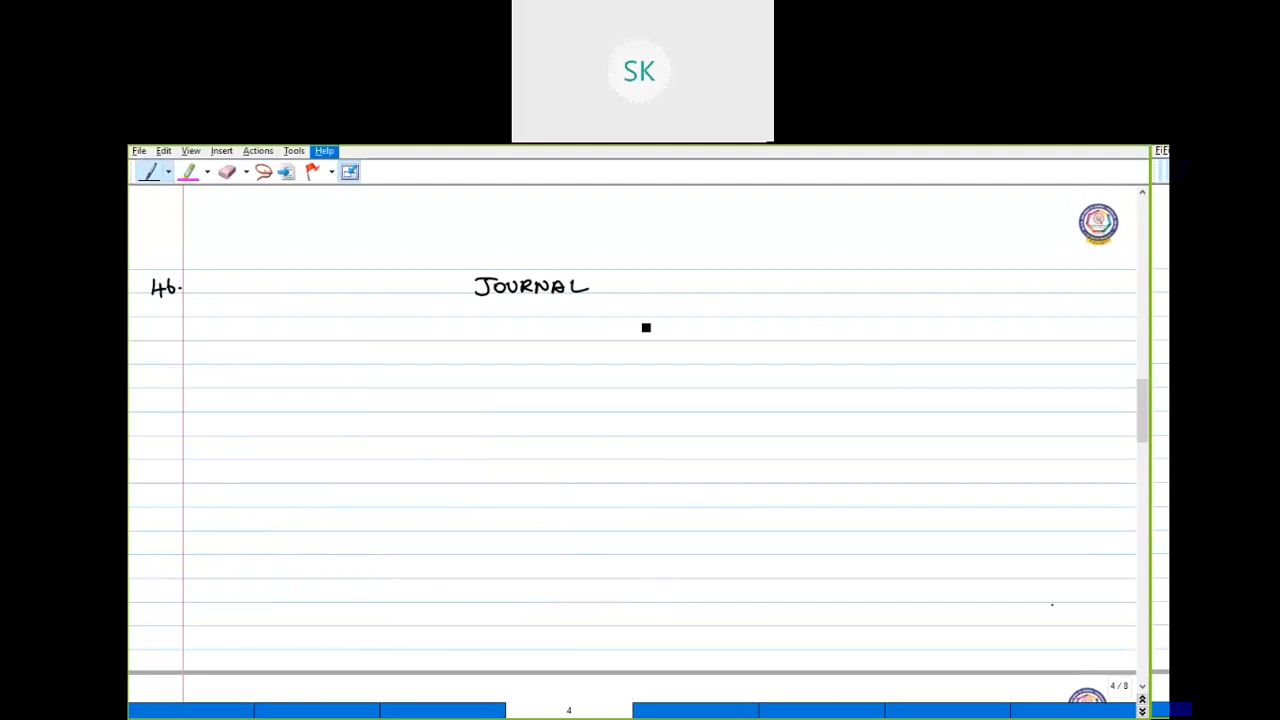 SK
File Edit View Insert Actions Tools Help
46. JOURNAL
4 / 8
4